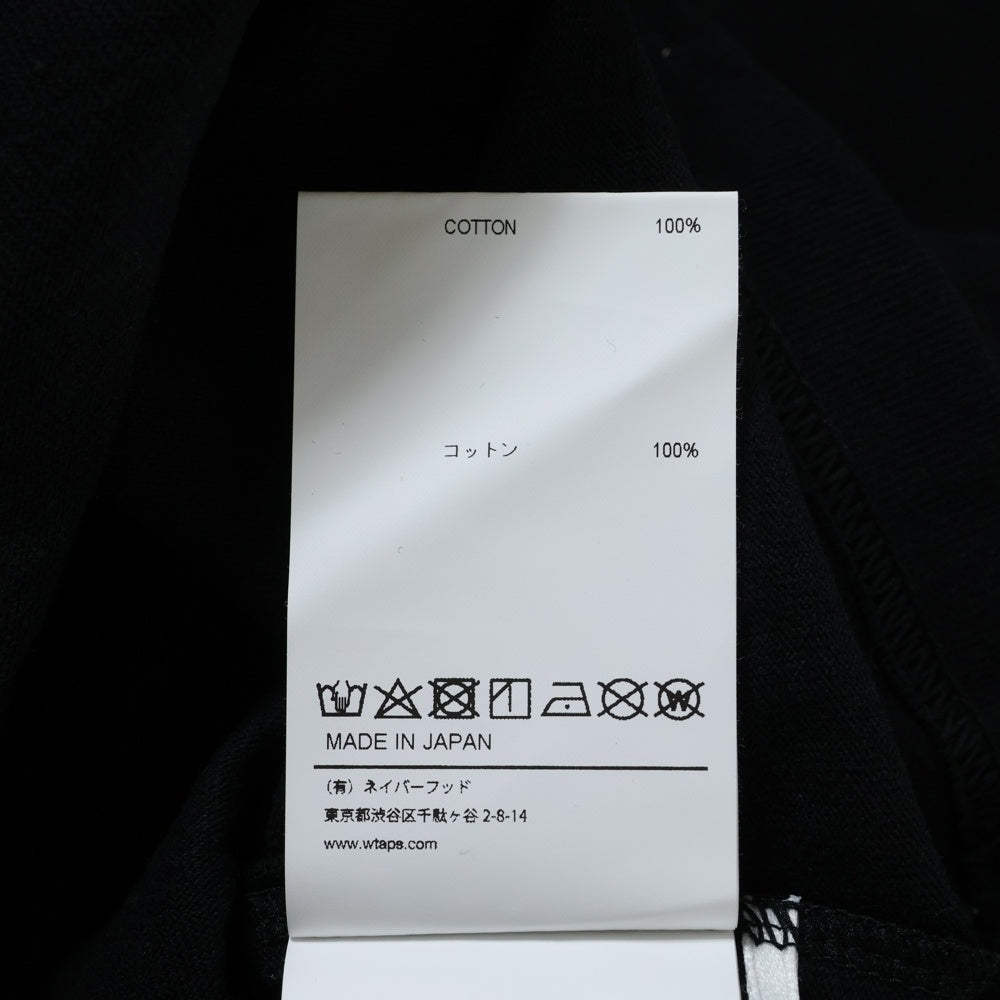 COTTON 100%
コットン 100%
MADE IN JAPAN
(有) ネイバーフッド
東京都渋谷区千駄ヶ谷 2-8-14
www.wtaps.com